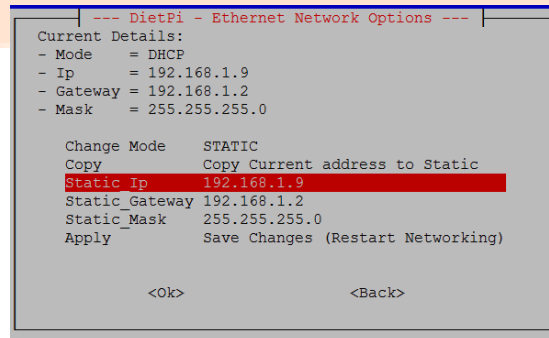 --- DietPi - Ethernet Network Options ---
Current Details:
- Mode    = DHCP
- Ip      = 192.168.1.9
- Gateway = 192.168.1.2
- Mask    = 255.255.255.0
Change Mode    STATIC
Copy           Copy Current address to Static
Static_Ip      192.168.1.9
Static_Gateway 192.168.1.2
Static_Mask    255.255.255.0
Apply          Save Changes (Restart Networking)
<Ok>                    <Back>